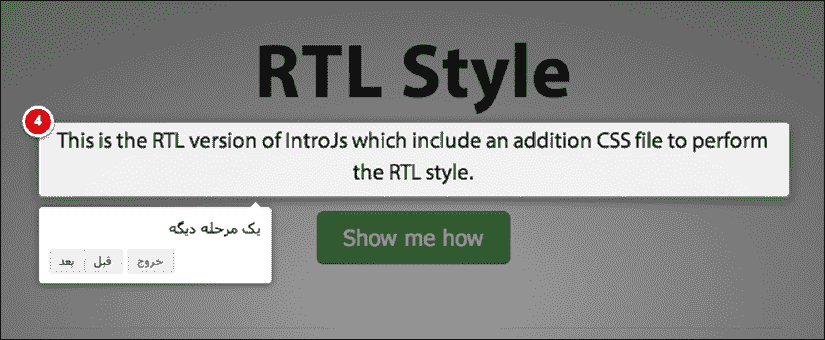 RTL Style
4
This is the RTL version of IntroJs which include an addition CSS file to perform
the RTL style.
یک مرحله دیگه
خروج
قبل
بعد
Show me how